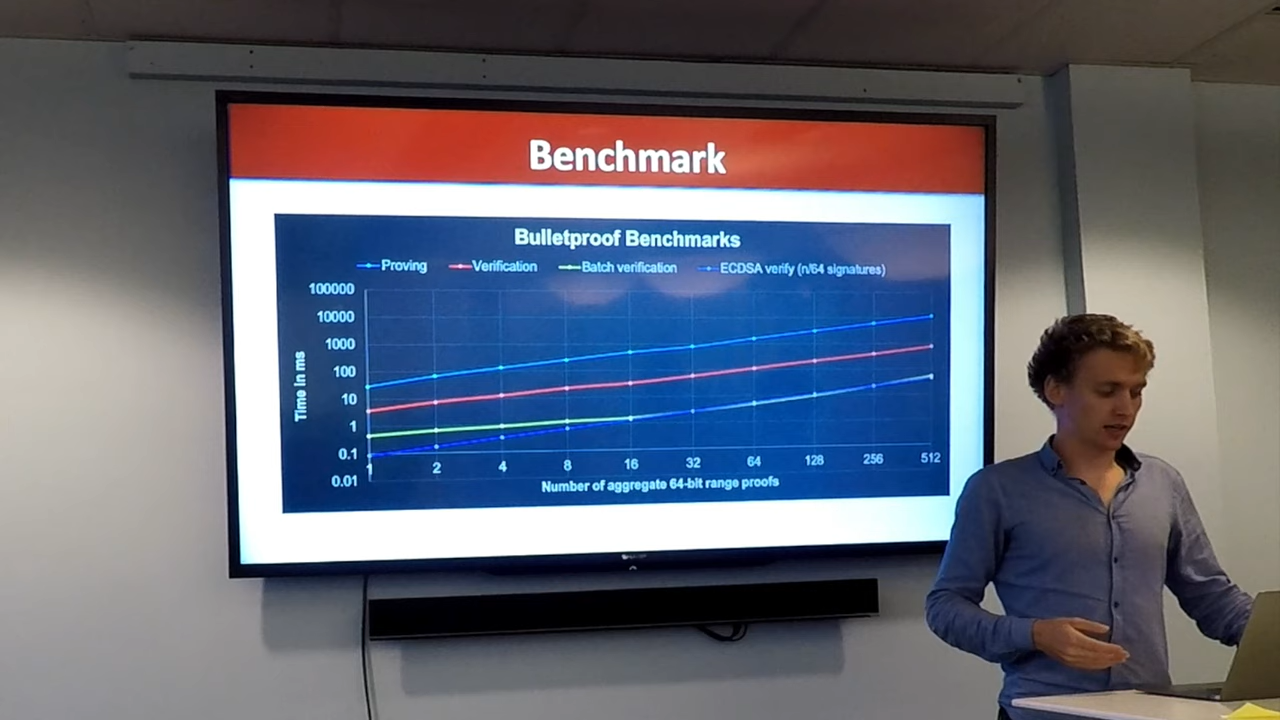 Benchmark
Bulletproof Benchmarks
Proving Verification Batch verification ECDSA verify (n/64 signatures)
100000
10000
1000
100
10
1
0.1
0.01
Time in ms
1 2 4 8 16 32 64 128 256 512
Number of aggregate 64-bit range proofs